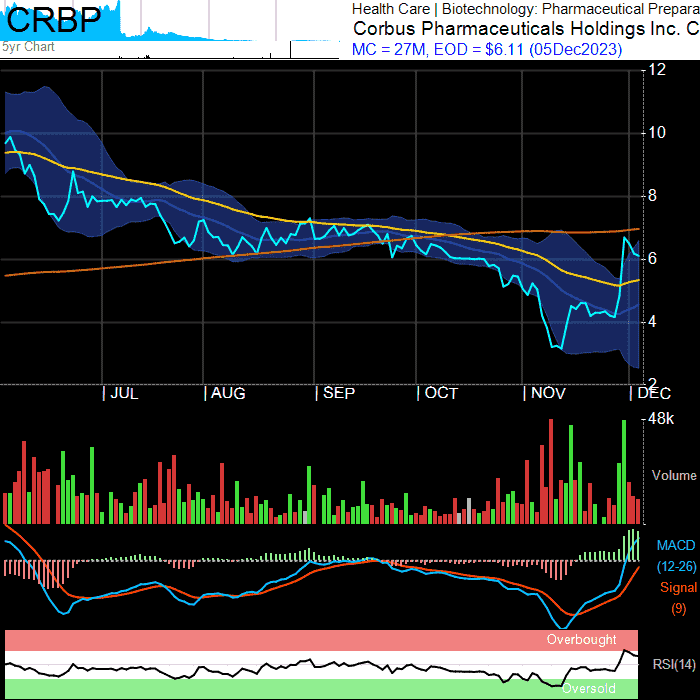 CRBP
5yr Chart
Health Care | Biotechnology: Pharmaceutical Prepara
Corbus Pharmaceuticals Holdings Inc. C
MC = 27M, EOD = $6.11 (05Dec2023)
12
10
8
6
4
2
JUL AUG SEP OCT NOV DEC
48k
Volume
MACD
(12-26)
Signal
(9)
Overbought
RSI(14)
Oversold